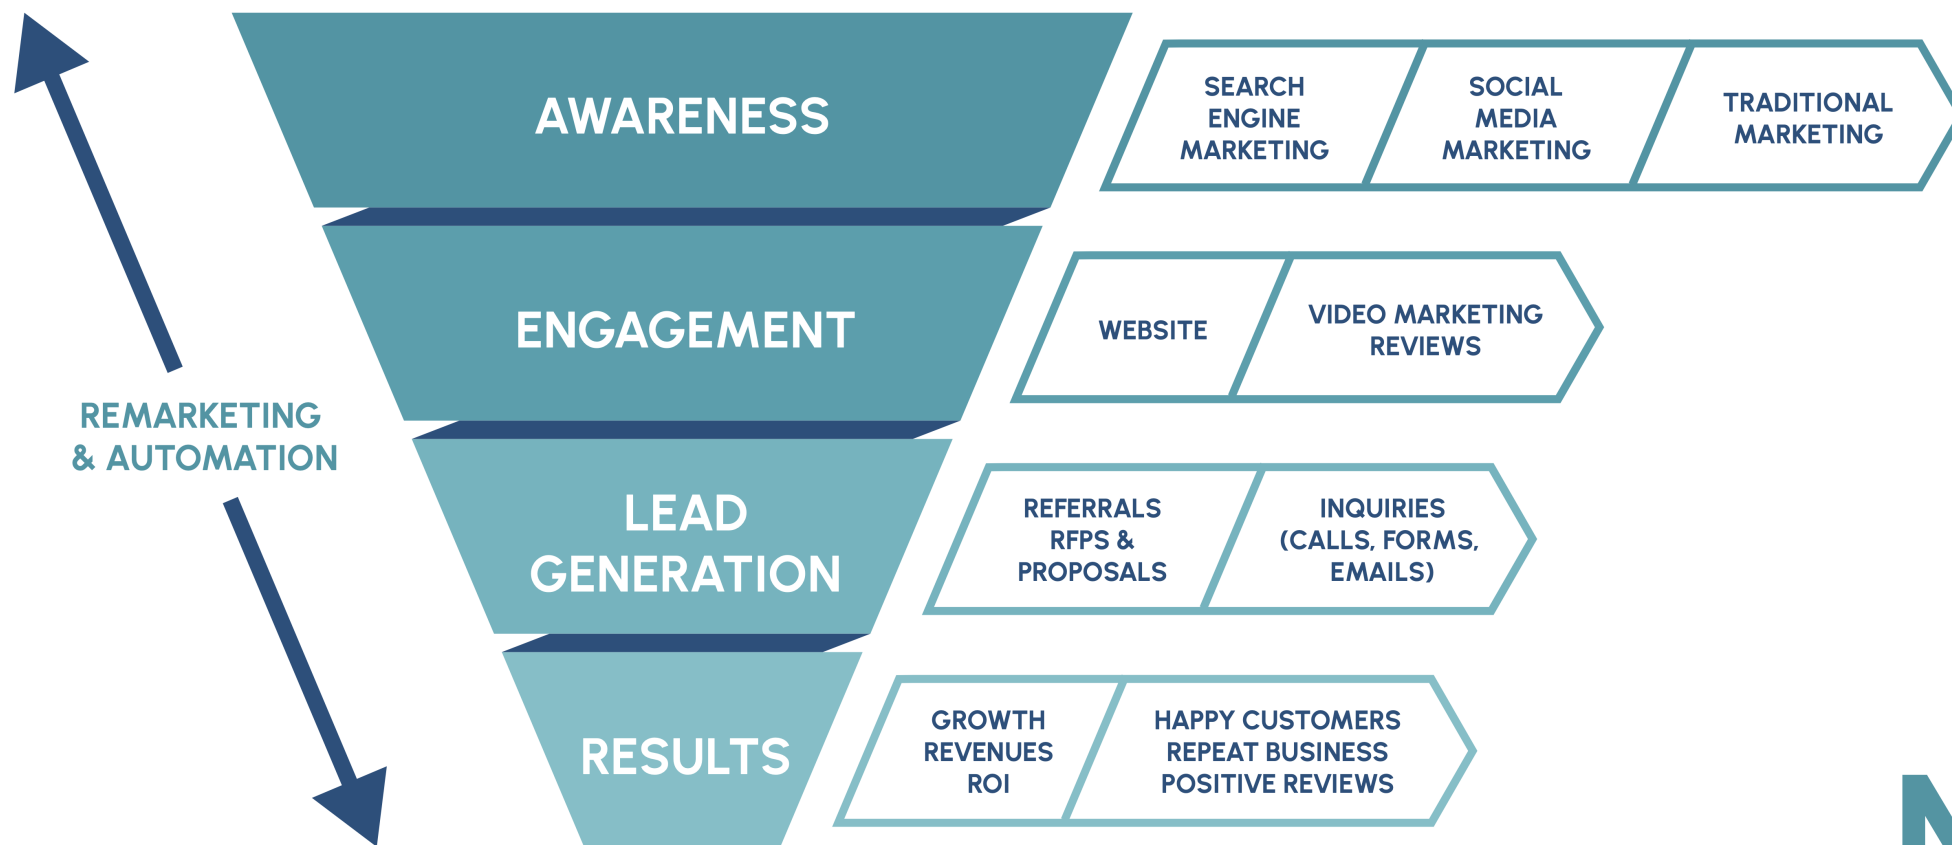 AWARENESS
SEARCH
ENGINE
MARKETING
SOCIAL
MEDIA
MARKETING
TRADITIONAL
MARKETING
ENGAGEMENT
WEBSITE
VIDEO MARKETING
REVIEWS
REMARKETING
& AUTOMATION
LEAD
GENERATION
REFERRALS
RFPS &
PROPOSALS
INQUIRIES
(CALLS, FORMS,
EMAILS)
RESULTS
GROWTH
REVENUES
ROI
HAPPY CUSTOMERS
REPEAT BUSINESS
POSITIVE REVIEWS